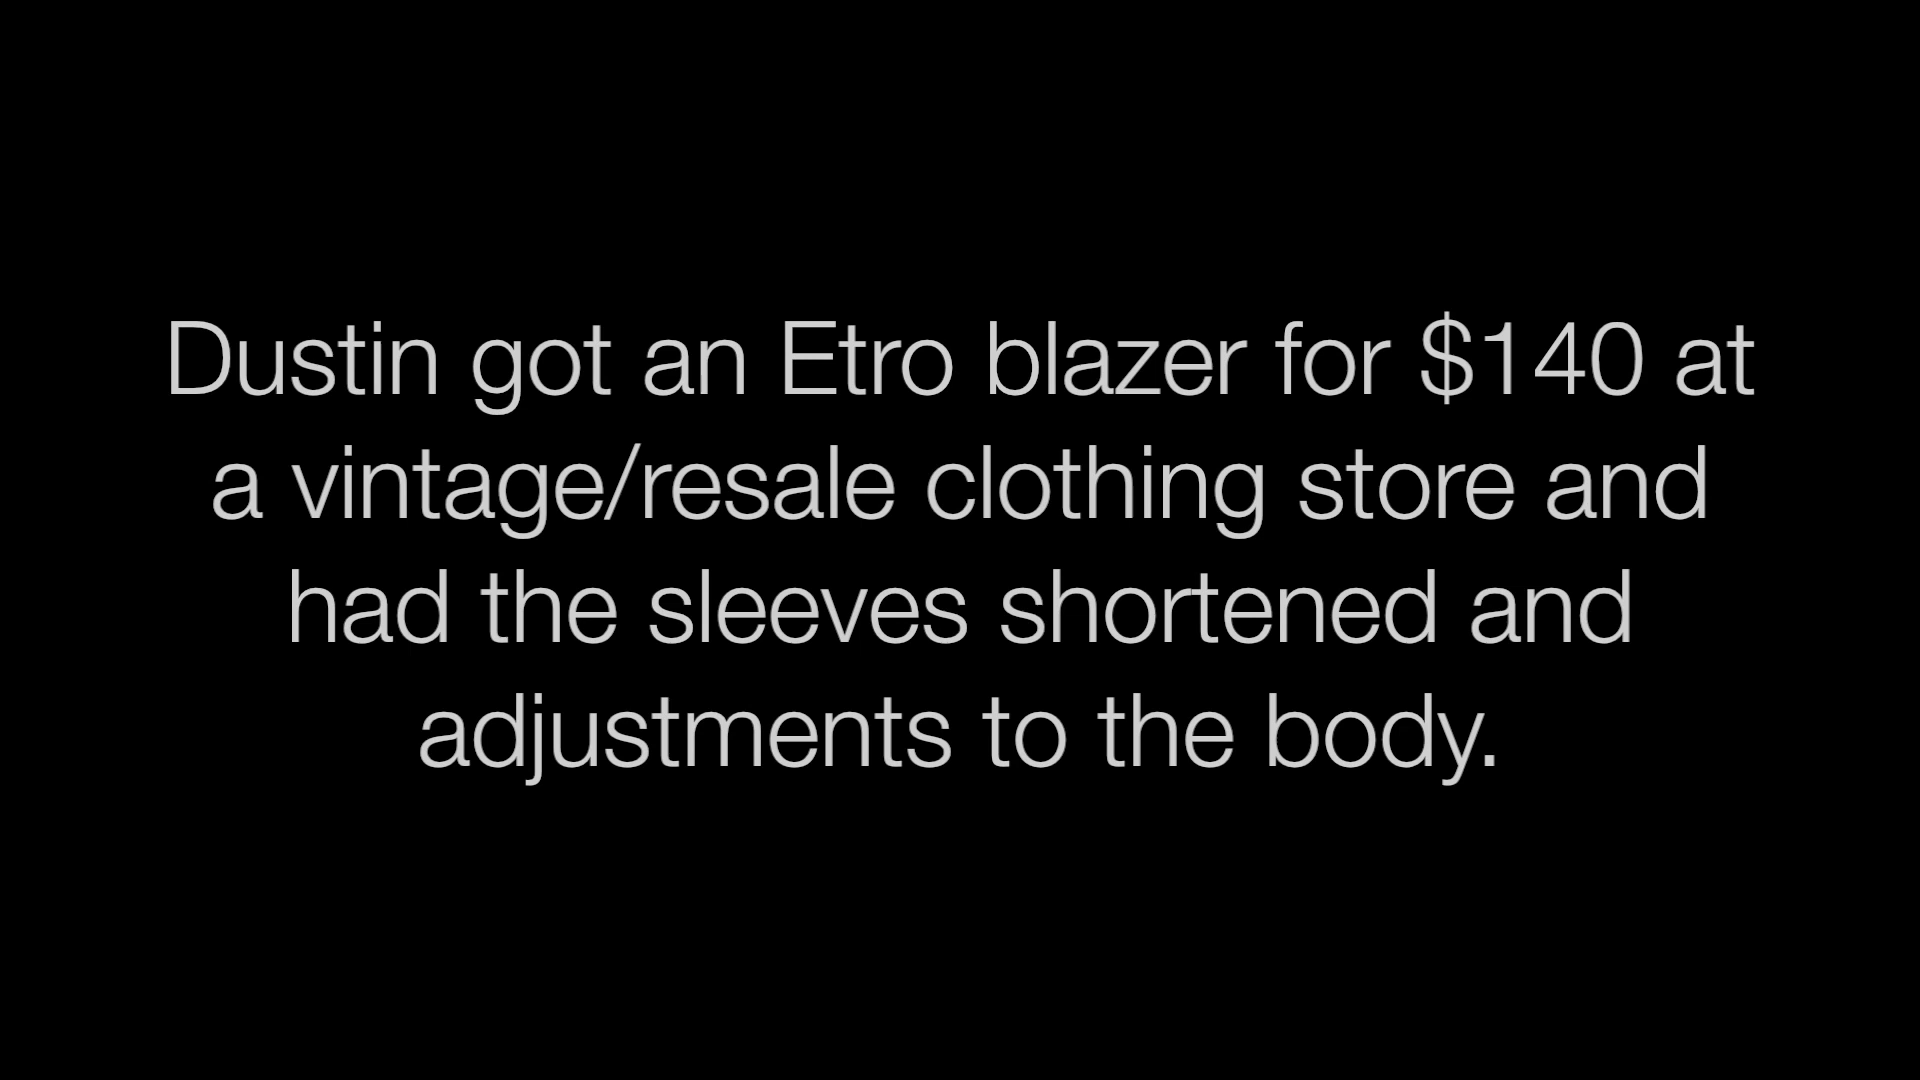 Dustin got an Etro blazer for $140 at
a vintage/resale clothing store and
had the sleeves shortened and
adjustments to the body.